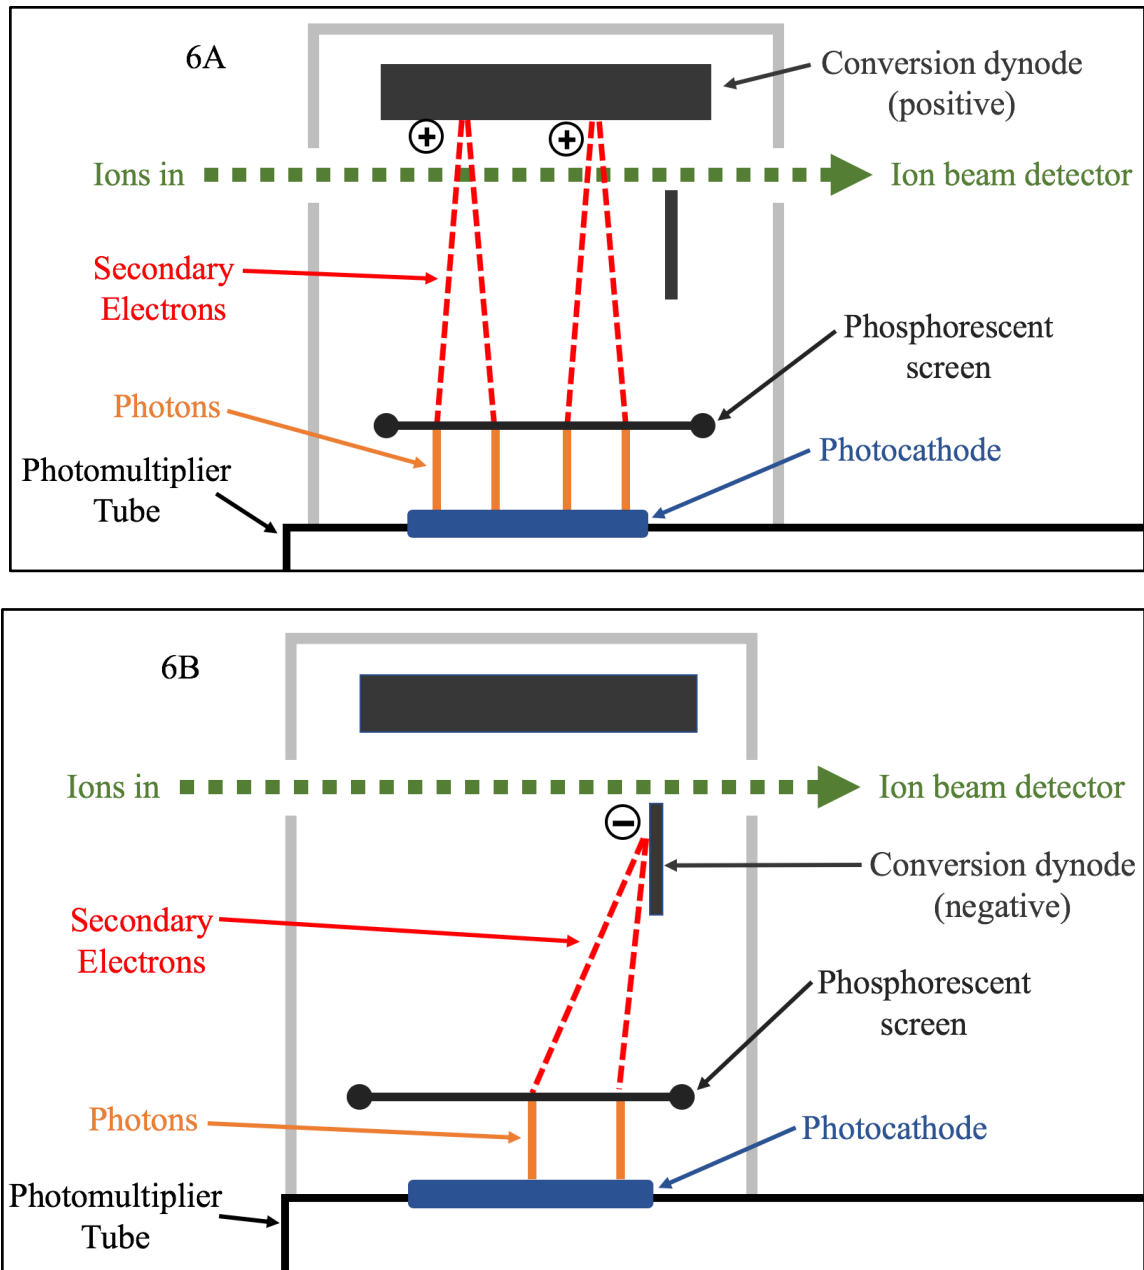 6A
Conversion dynode
(positive)
Ions in
Ion beam detector
Secondary
Electrons
Phosphorescent
screen
Photons
Photocathode
Photomultiplier
Tube
+
+
6B
Ions in
Ion beam detector
−
Conversion dynode
(negative)
Secondary
Electrons
Phosphorescent
screen
Photons
Photocathode
Photomultiplier
Tube